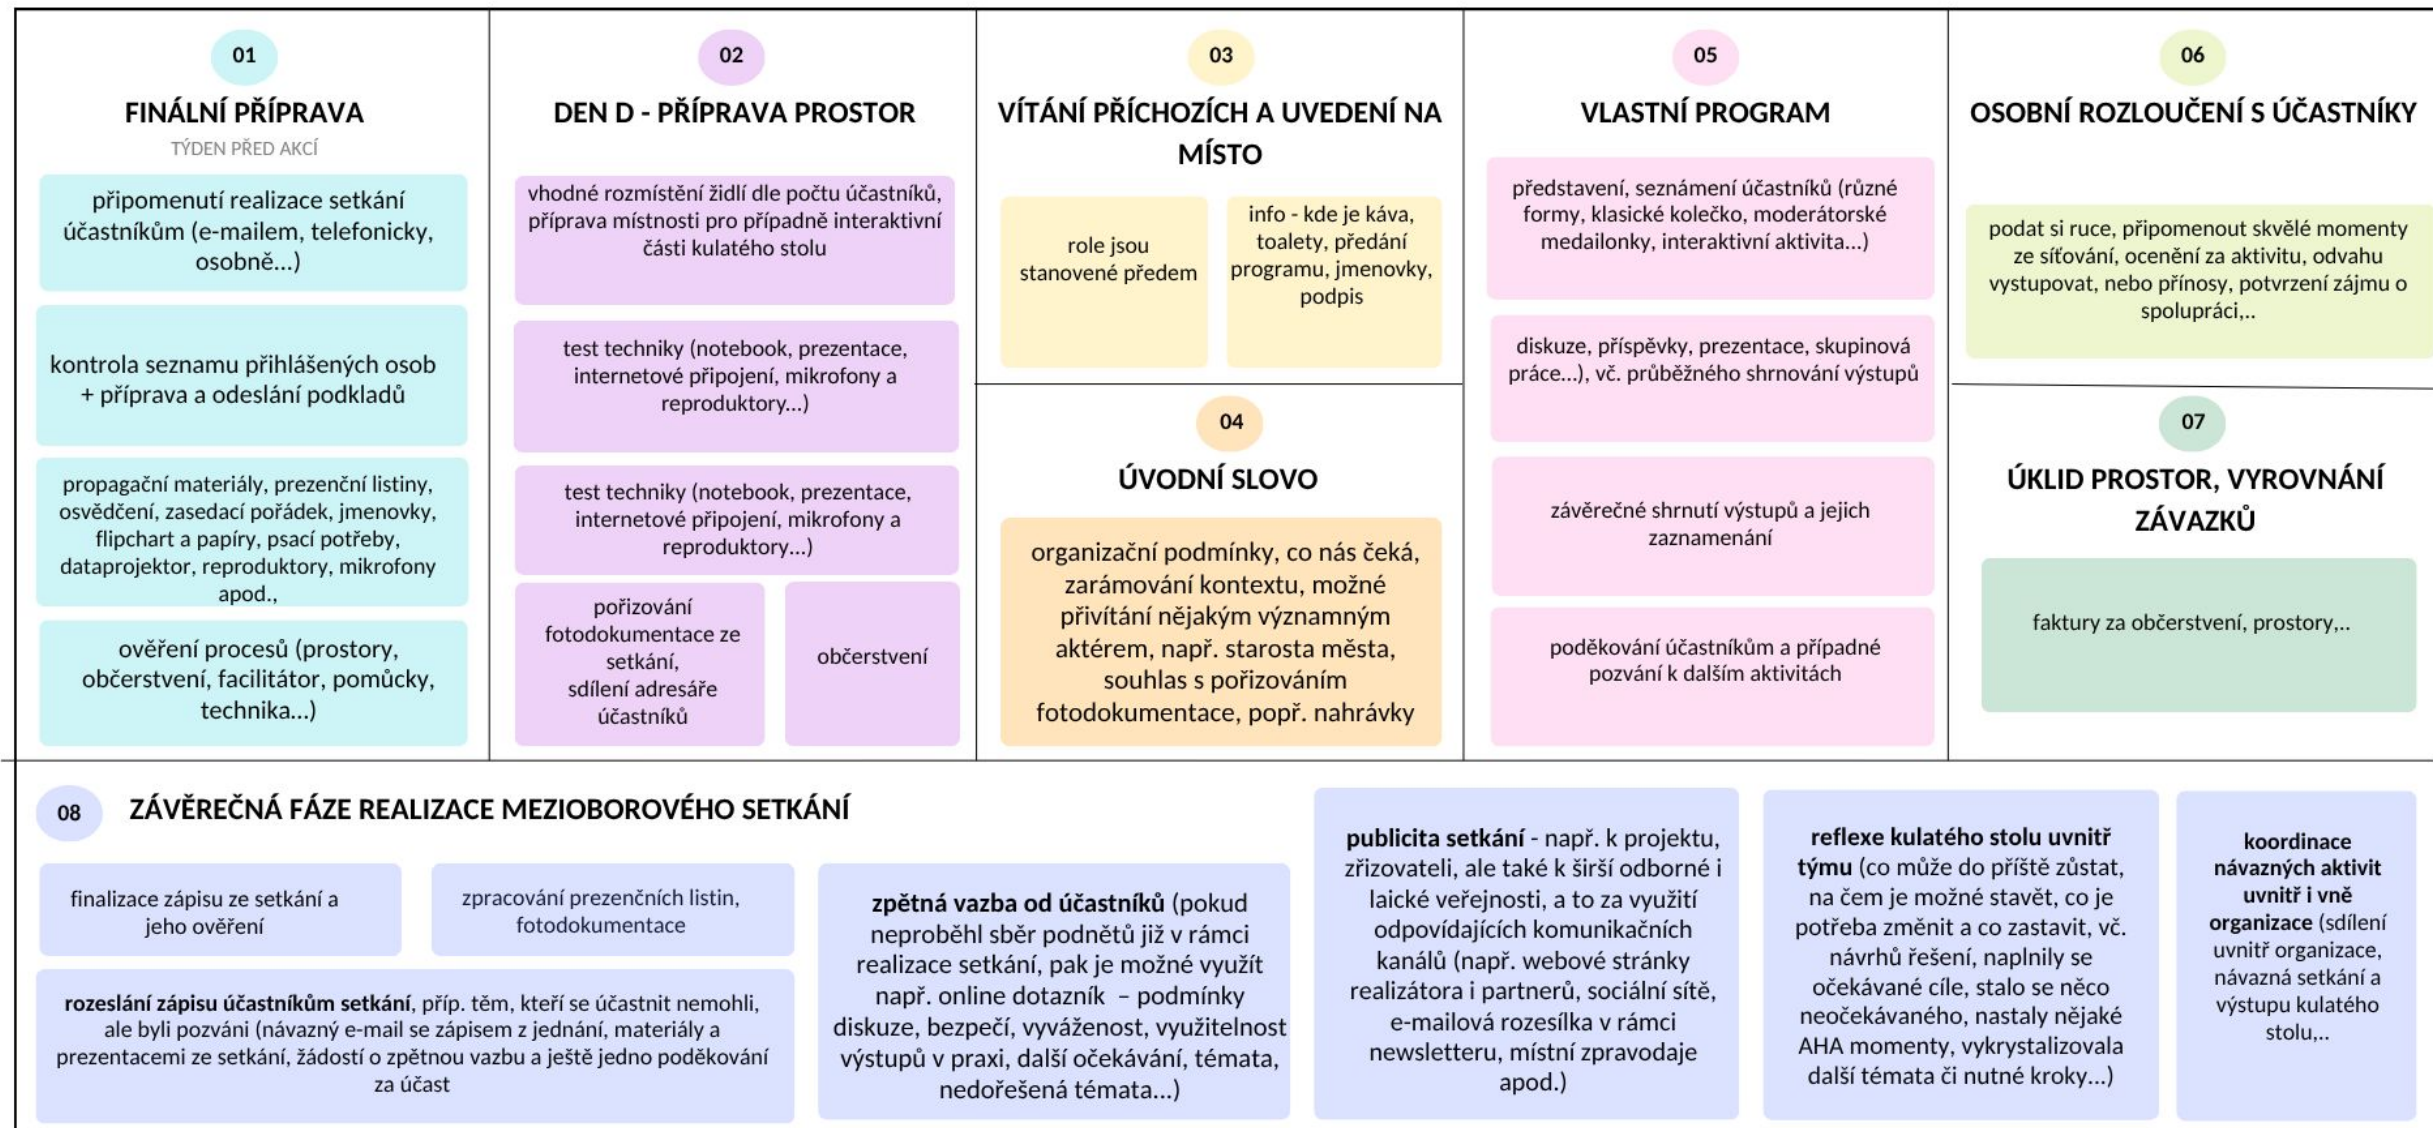 01
FINÁLNÍ PŘÍPRAVA
TÝDEN PŘED AKCÍ
připomenutí realizace setkání
účastníkům (e-mailem, telefonicky,
osobně...)
kontrola seznamu přihlášených osob
+ příprava a odeslání podkladů
propagační materiály, prezenční listiny,
osvědčení, zasedací pořádek, jmenovky,
flipchart a papíry, psací potřeby,
dataprojektor, reproduktory, mikrofony
apod.,
ověření procesů (prostory,
občerstvení, facilitátor, pomůcky,
technika...)
02
DEN D - PŘÍPRAVA PROSTOR
vhodné rozmístění židlí dle počtu účastníků,
příprava místnosti pro případně interaktivní
části kulatého stolu
test techniky (notebook, prezentace,
internetové připojení, mikrofony a
reproduktory...)
test techniky (notebook, prezentace,
internetové připojení, mikrofony a
reproduktory...)
pořizování
fotodokumentace ze
setkání,
sdílení adresáře
účastníků
občerstvení
03
VÍTÁNÍ PŘÍCHOZÍCH A UVEDENÍ NA
MÍSTO
role jsou
stanovené předem
info - kde je káva,
toalety, předání
programu, jmenovky,
podpis
04
ÚVODNÍ SLOVO
organizační podmínky, co nás čeká,
zarámování kontextu, možné
přivítání nějakým významným
aktérem, např. starosta města,
souhlas s pořizováním
fotodokumentace, popř. nahrávky
05
VLASTNÍ PROGRAM
představení, seznámení účastníků (různé
formy, klasické kolečko, moderátorské
medailonky, interaktivní aktivita...)
diskuze, příspěvky, prezentace, skupinová
práce...), vč. průběžného shrnování výstupů
závěrečné shrnutí výstupů a jejich
zaznamenání
poděkování účastníkům a případné
pozvání k dalším aktivitách
06
OSOBNÍ ROZLOUČENÍ S ÚČASTNÍKY
podat si ruce, připomenout skvělé momenty
ze síťování, ocenění za aktivitu, odvahu
vystupovat, nebo přínosy, potvrzení zájmu o
spolupráci,..
07
ÚKLID PROSTOR, VYROVNÁNÍ
ZÁVAZKŮ
faktury za občerstvení, prostory,..
08
ZÁVĚREČNÁ FÁZE REALIZACE MEZIOBOROVÉHO SETKÁNÍ
finalizace zápisu ze setkání a
jeho ověření
zpracování prezenčních listin,
fotodokumentace
rozeslání zápisu účastníkům setkání, příp. těm, kteří se účastnit nemohli,
ale byli pozváni (návazný e-mail se zápisem z jednání, materiály a
prezentacemi ze setkání, žádostí o zpětnou vazbu a ještě jedno poděkování
za účast
zpětná vazba od účastníků (pokud
neproběhl sběr podnětů již v rámci
realizace setkání, pak je možné využít
např. online dotazník – podmínky
diskuze, bezpečí, vyváženost, využitelnost
výstupů v praxi, další očekávání, témata,
nedořešená témata...)
publicita setkání - např. k projektu,
zřizovateli, ale také k širší odborné i
laické veřejnosti, a to za využití
odpovídajících komunikačních
kanálů (např. webové stránky
realizátora i partnerů, sociální sítě,
e-mailová rozesílka v rámci
newsletteru, místní zpravodaje
apod.)
reflexe kulatého stolu uvnitř
týmu (co může do příště zůstat,
na čem je možné stavět, co je
potřeba změnit a co zastavit, vč.
návrhů řešení, naplnily se
očekávané cíle, stalo se něco
neočekávaného, nastaly nějaké
AHA momenty, vykrystalizovala
další témata či nutné kroky...)
koordinace
návazných aktivit
uvnitř i vně
organizace (sdílení
uvnitř organizace,
návazná setkání a
výstupu kulatého
stolu,..